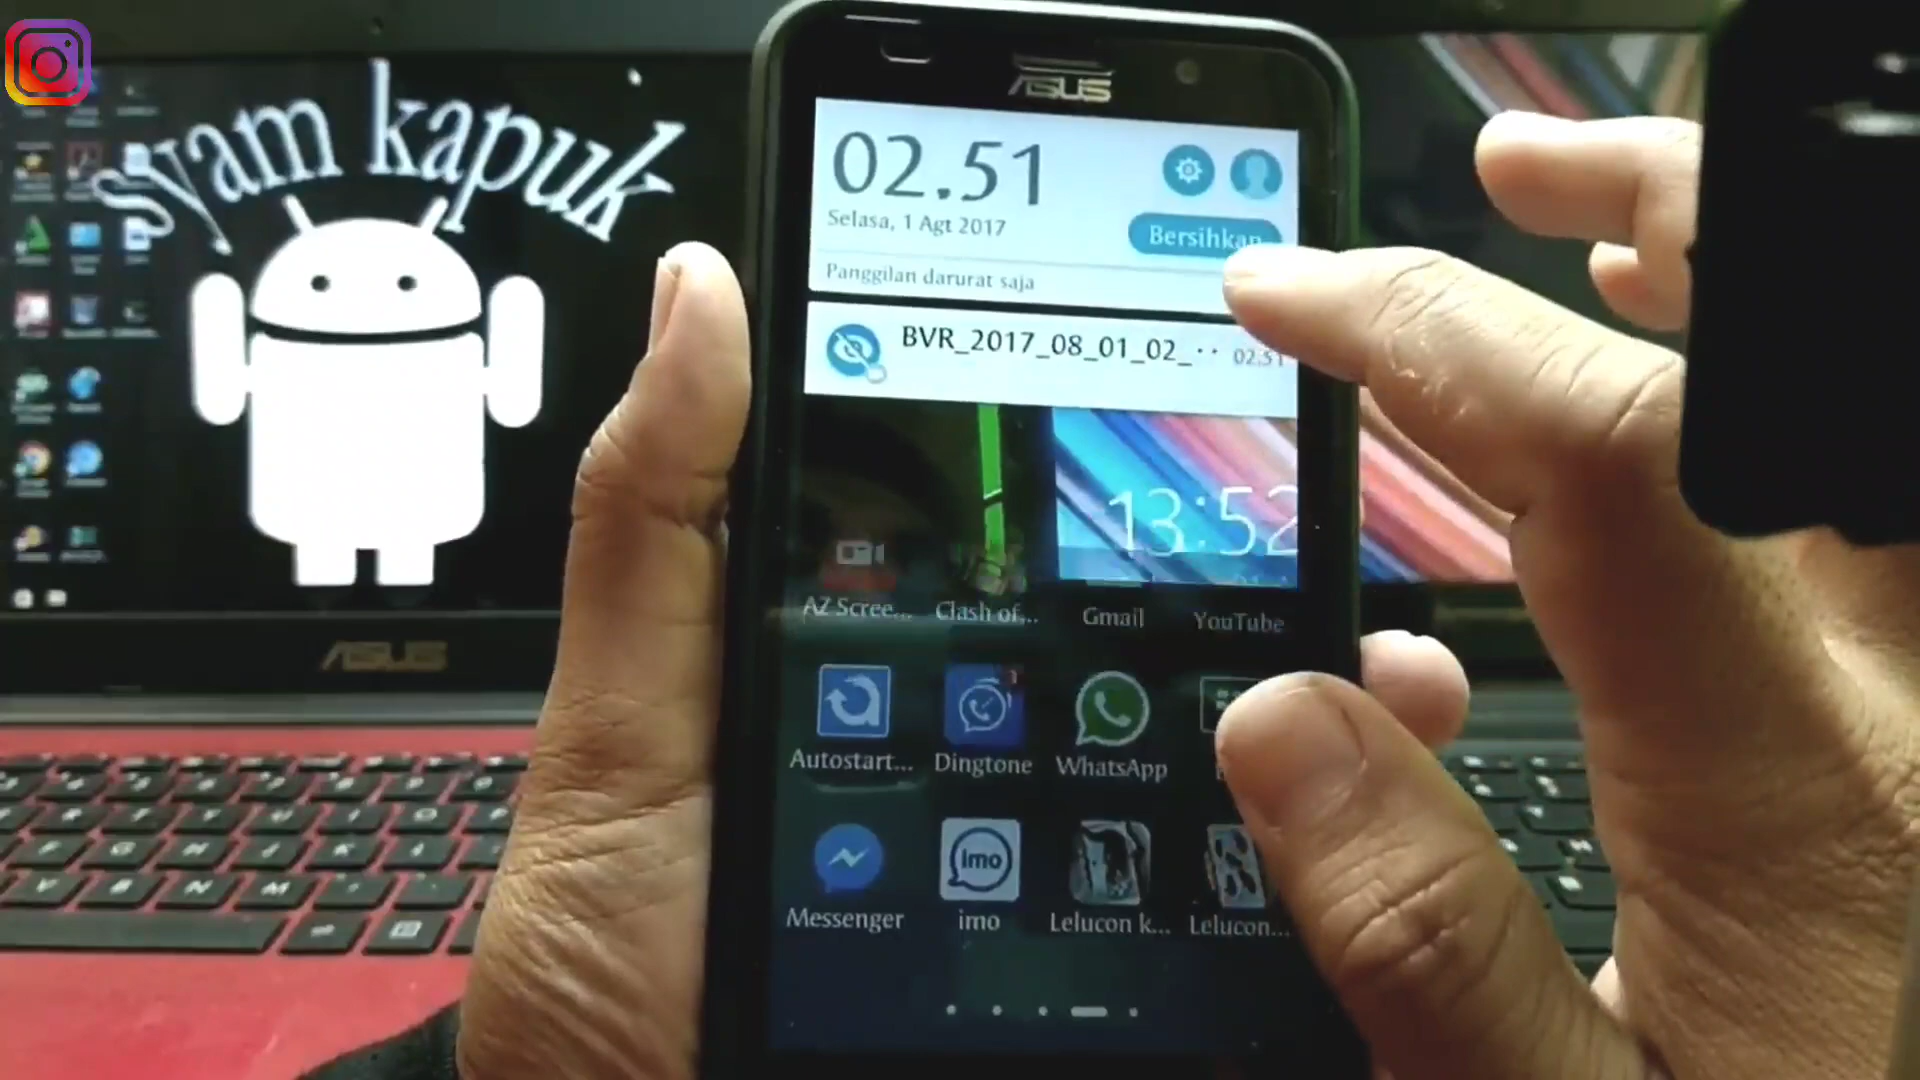 syam kapuk
ASUS
ASUS
02.51
Selasa, 1 Agt 2017
Bersihkan
Panggilan darurat saja
BVR_2017_08_01_02_··
02.51
13:52
AZ Scree...
Clash of...
Gmail
YouTube
Autostart...
Dingtone
WhatsApp
Messenger
imo
imo
Lelucon k...
Lelucon...